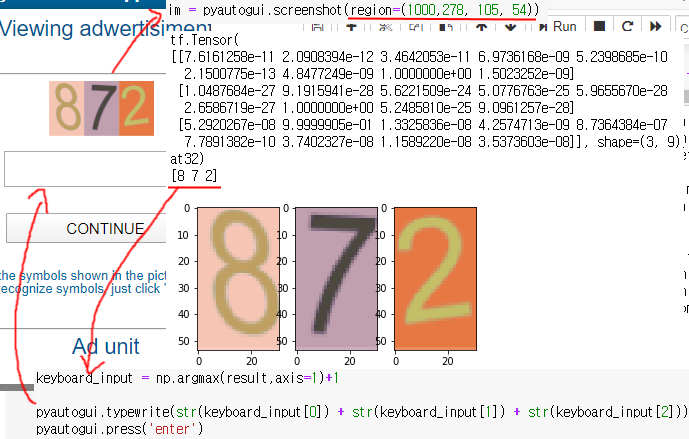 im = pyautogui.screenshot(region=(1000,278, 105, 54))
Viewing adwertisiment
Run
tf.Tensor(
[[7.6161258e-11 2.0908394e-12 3.4642053e-11 6.9736168e-09 5.2398685e-10
2.1500775e-13 4.8847249e-09 1.0000000e+00 1.5023252e-09]
[1.0487684e-27 9.1915941e-28 5.6221509e-24 5.0776763e-25 5.5965670e-28
2.6586719e-27 1.0000000e+00 5.2485810e-25 9.0961257e-28]
[5.2920267e-08 9.9999905e-01 1.3325836e-08 4.2574713e-09 8.7364384e-07
7.7891382e-10 3.7402327e-08 1.1589220e-08 3.5373603e-08]], shape=(3, 9)
at32)
[8 7 2]
872
CONTINUE
the symbols shown in the pict
recognize symbols, just click '
0
10
20
30
40
50
0 20
0
10
20
30
40
50
0 20
0
10
20
30
40
50
0 20
8
7
2
Ad unit
keyboard_input = np.argmax(result,axis=1)+1
pyautogui.typewrite(str(keyboard_input[0]) + str(keyboard_input[1]) + str(keyboard_input[2]))
pyautogui.press('enter')